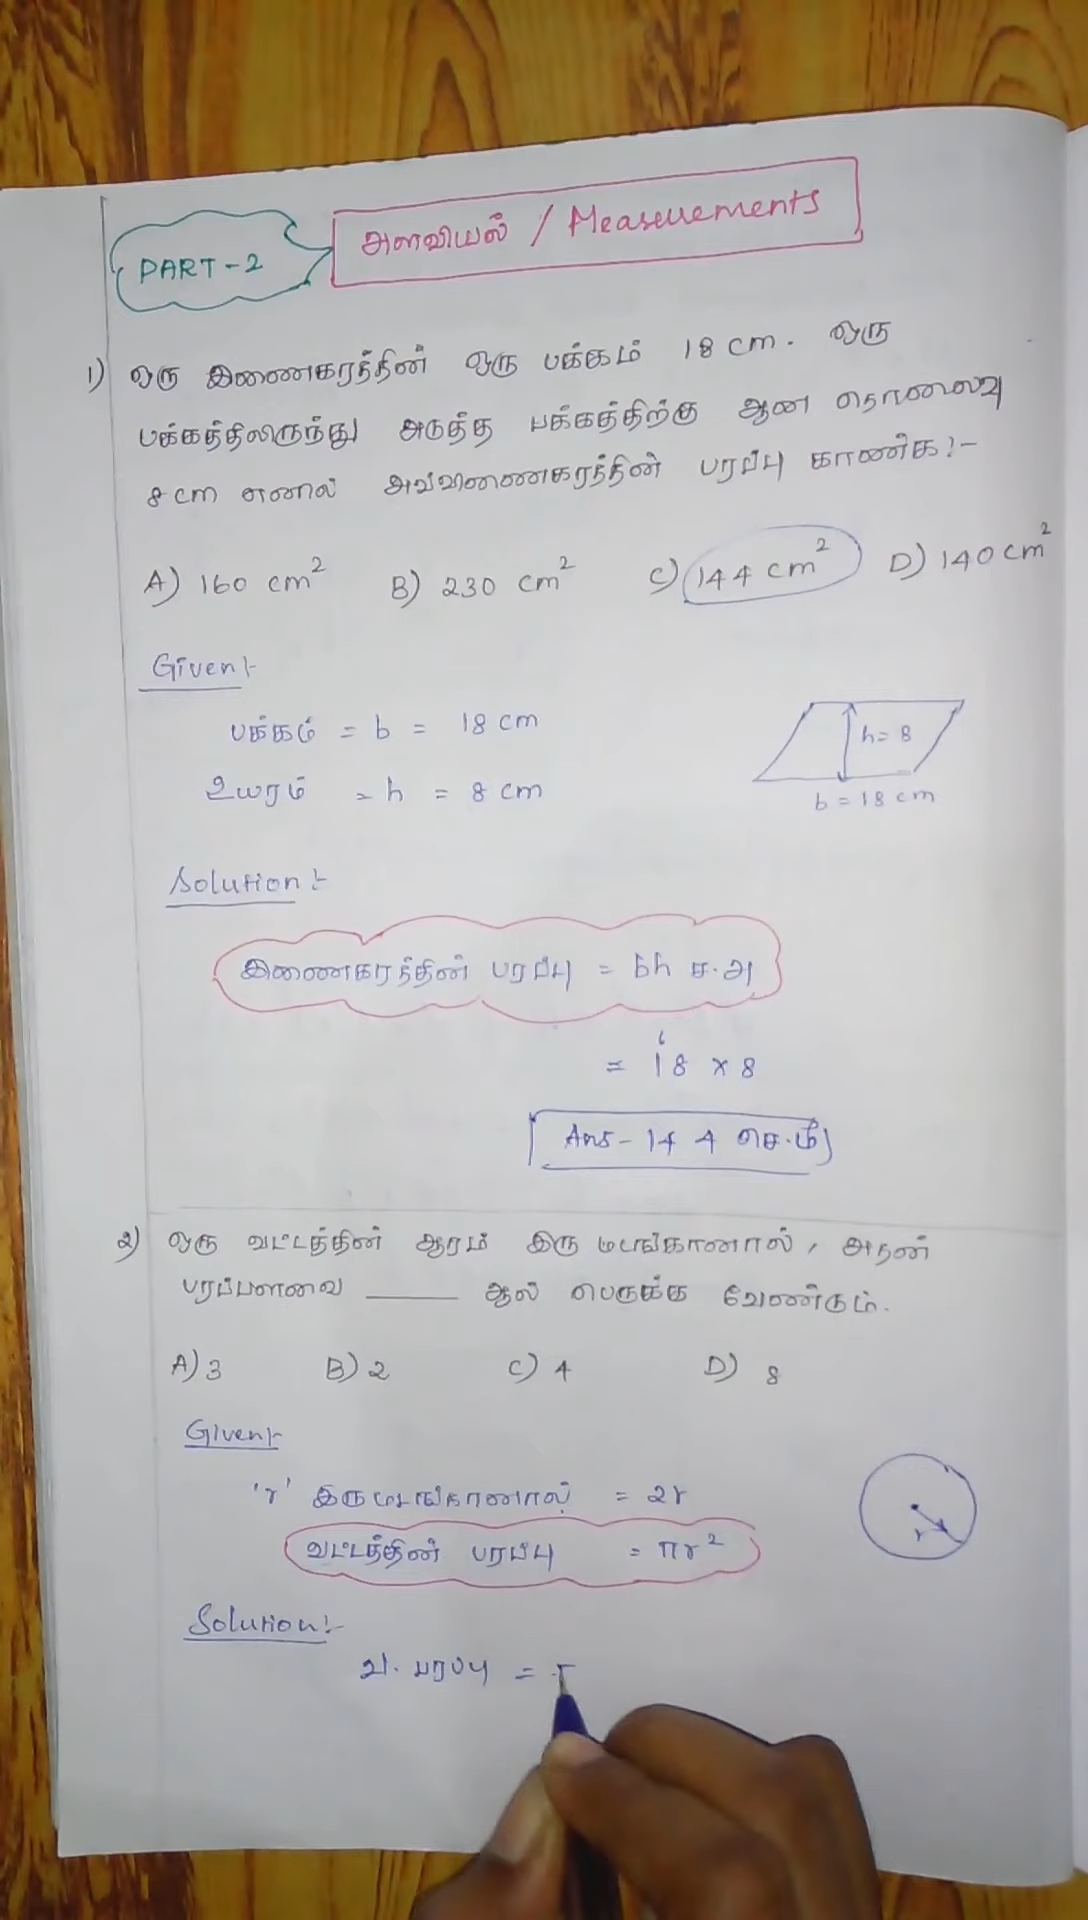 PART-2
அளவியல் / Measurements
1) ஒரு இணைகரத்தின் ஒரு பக்கம் 18 cm. ஒரு
பக்கத்திலிருந்து அடுத்த பக்கத்திற்கு ஆன தொலைவு
8 cm எனில் அவ்விணைகரத்தின் பரப்பு காண்க:-
A) 160 cm² B) 230 cm² C) 144 cm² D) 140 cm²
Given:-
பக்கம் = b = 18 cm
உயரம் = h = 8 cm
h = 8
b = 18 cm
Solution:-
இணைகரத்தின் பரப்பு = bh ச.அ
6
= 18 × 8
Ans - 144 செ.மீ
2) ஒரு வட்டத்தின் ஆரம் இரு மடங்கானால், அதன்
பரப்பளவை ____ ஆல் பெருக்க வேண்டும்.
A) 3 B) 2 C) 4 D) 8
Given:-
'r' இருமடங்கானால் = 2r
வட்டத்தின் பரப்பு = πr²
r
Solution:-
வ. பரப்பு =